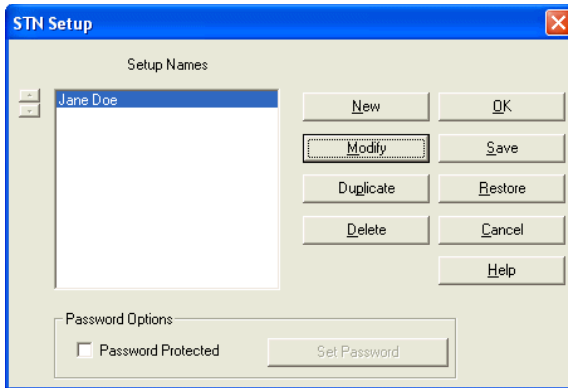 STN Setup
Setup Names
Jane Doe
New
OK
Modify
Save
Duplicate
Restore
Delete
Cancel
Help
Password Options
Password Protected
Set Password